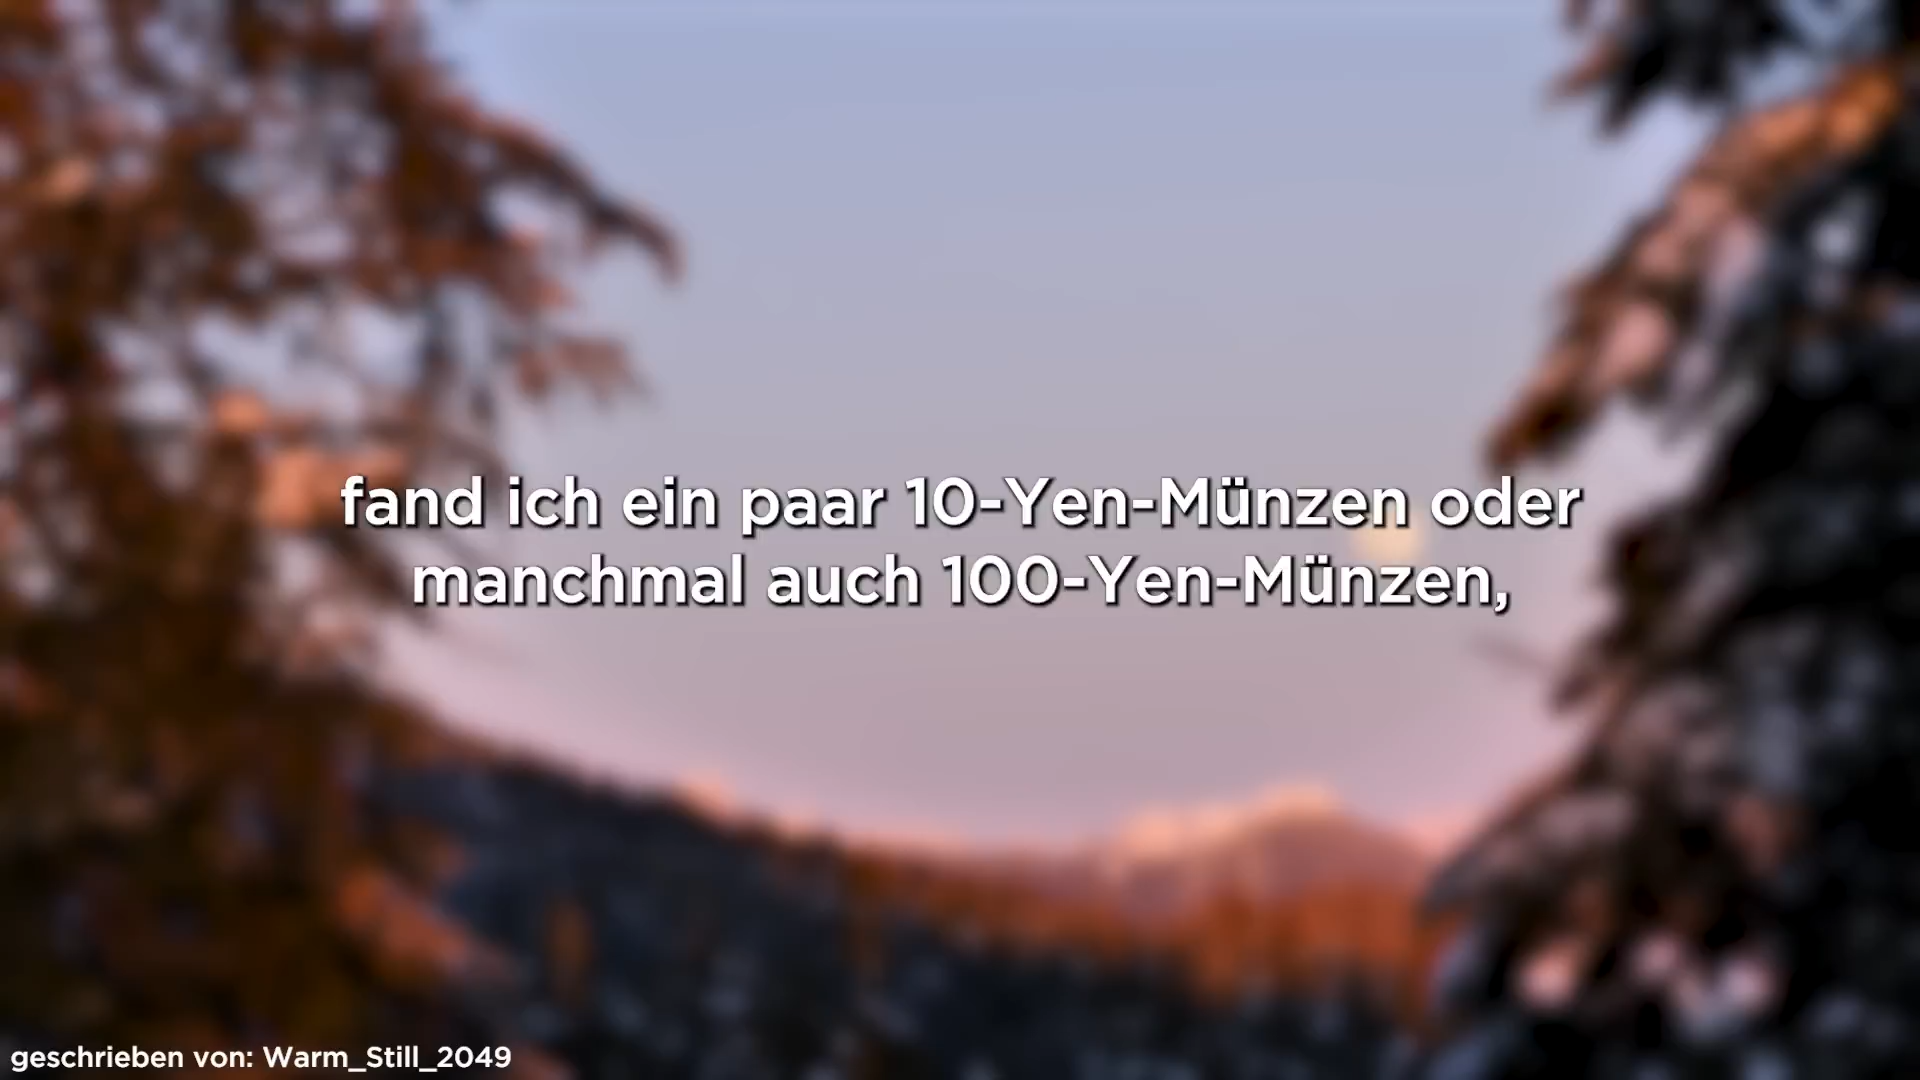 fand ich ein paar 10-Yen-Münzen oder
manchmal auch 100-Yen-Münzen,
geschrieben von: Warm_Still_2049